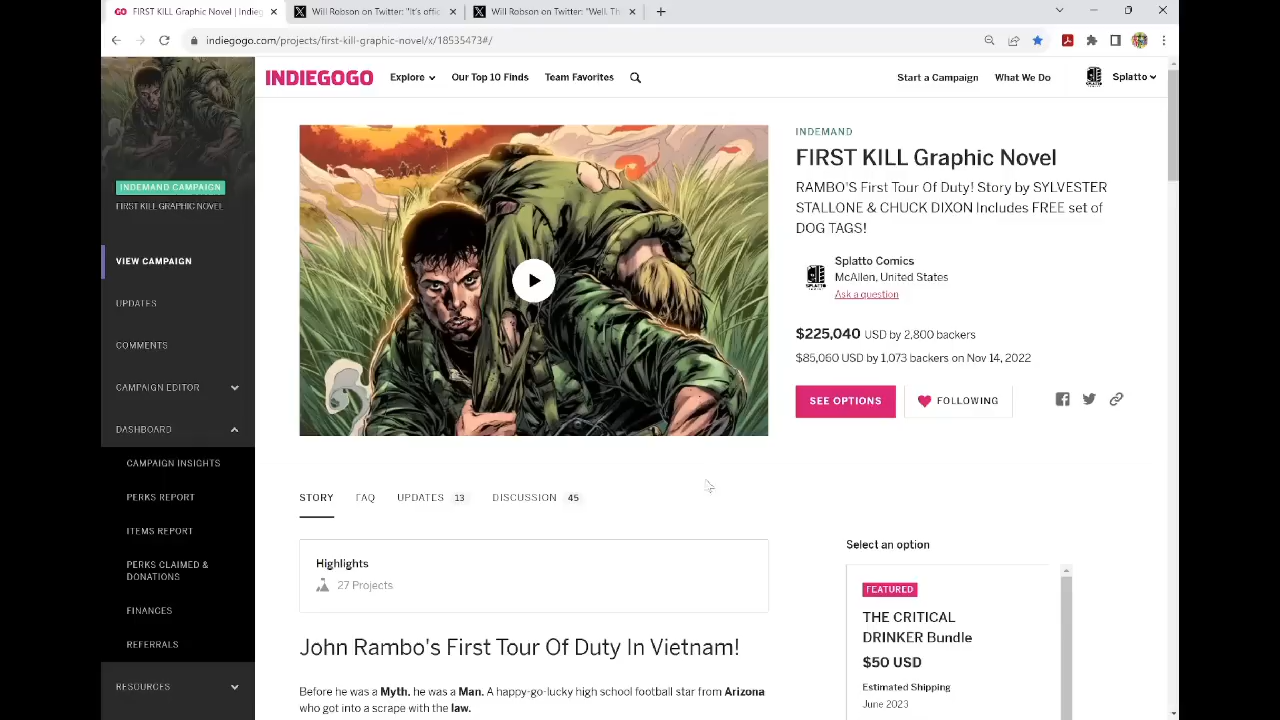 FIRST KILL Graphic Novel | Indieg
Will Robson on Twitter: "It's offic
Will Robson on Twitter: "Well. Th
indiegogo.com/projects/first-kill-graphic-novel/x/18535473#/
INDIEGOGO
Explore
Our Top 10 Finds
Team Favorites
Start a Campaign
What We Do
Splatto
INDEMAND CAMPAIGN
FIRST KILL GRAPHIC NOVEL
VIEW CAMPAIGN
UPDATES
COMMENTS
CAMPAIGN EDITOR
DASHBOARD
CAMPAIGN INSIGHTS
PERKS REPORT
ITEMS REPORT
PERKS CLAIMED &
DONATIONS
FINANCES
REFERRALS
RESOURCES
INDEMAND
FIRST KILL Graphic Novel
RAMBO'S First Tour Of Duty! Story by SYLVESTER
STALLONE & CHUCK DIXON Includes FREE set of
DOG TAGS!
SPLATTO
Splatto Comics
McAllen, United States
Ask a question
$225,040 USD by 2,800 backers
$85,060 USD by 1,073 backers on Nov 14, 2022
SEE OPTIONS
FOLLOWING
STORY
FAQ
UPDATES 13
DISCUSSION 45
Highlights
27 Projects
John Rambo's First Tour Of Duty In Vietnam!
Before he was a Myth, he was a Man. A happy-go-lucky high school football star from Arizona
who got into a scrape with the law.
Select an option
FEATURED
THE CRITICAL
DRINKER Bundle
$50 USD
Estimated Shipping
June 2023